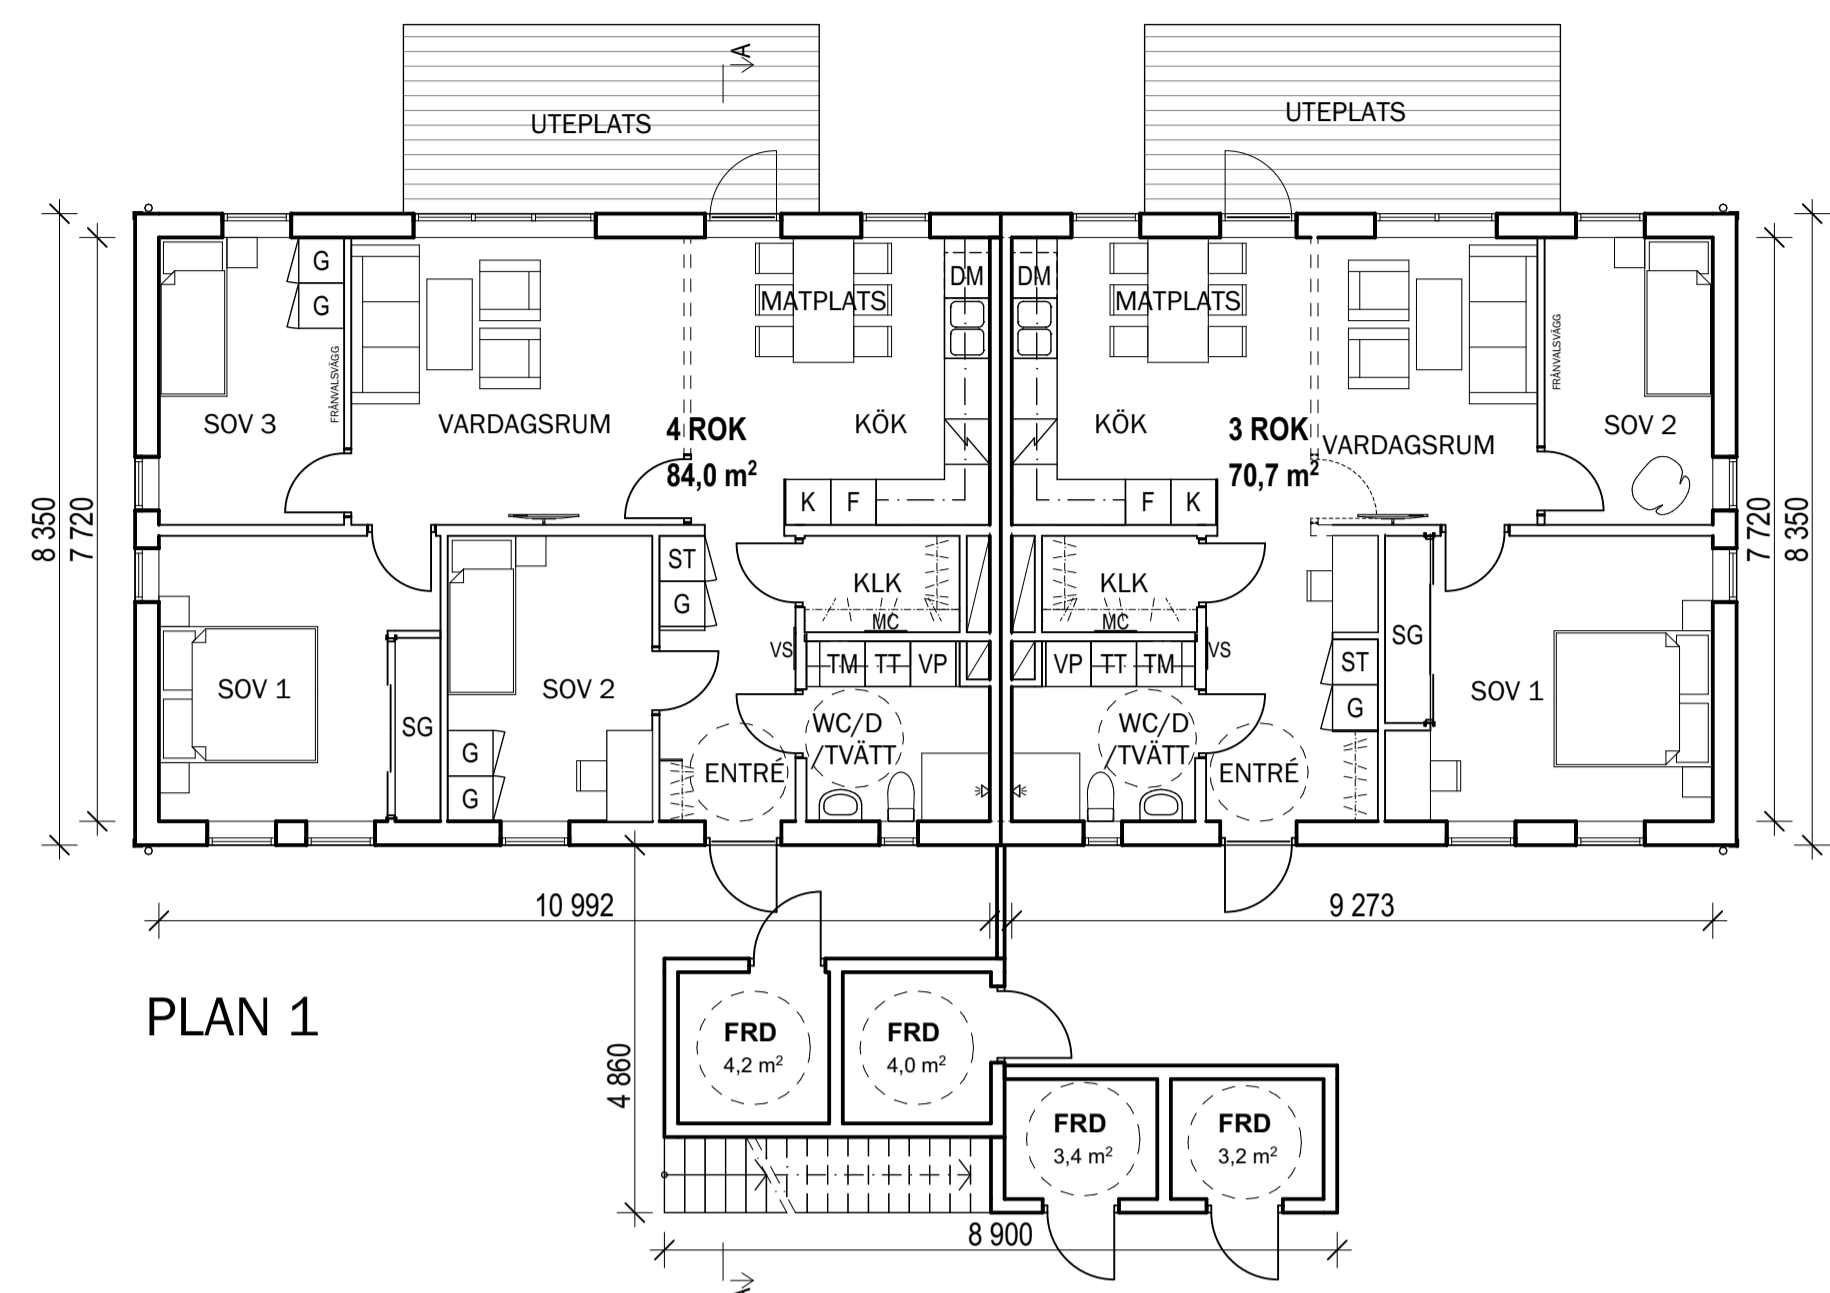 A
UTEPLATS
UTEPLATS
G
G
DM
DM
MATPLATS
MATPLATS
FRÅNVALSVÄGG
FRÅNVALSVÄGG
SOV 3
VARDAGSRUM
4 ROK
84,0 m²
KÖK
KÖK
3 ROK
70,7 m²
VARDAGSRUM
SOV 2
K
F
F
K
8 350
7 720
7 720
8 350
ST
G
KLK
MC
KLK
MC
VS
TM
TT
VP
VP
TT
TM
VS
ST
G
SG
SOV 1
SG
SOV 2
G
G
ENTRÉ
WC/D
/TVÄTT
WC/D
/TVÄTT
ENTRÉ
SOV 1
10 992
9 273
PLAN 1
4 860
FRD
4,2 m²
FRD
4,0 m²
FRD
3,4 m²
FRD
3,2 m²
8 900